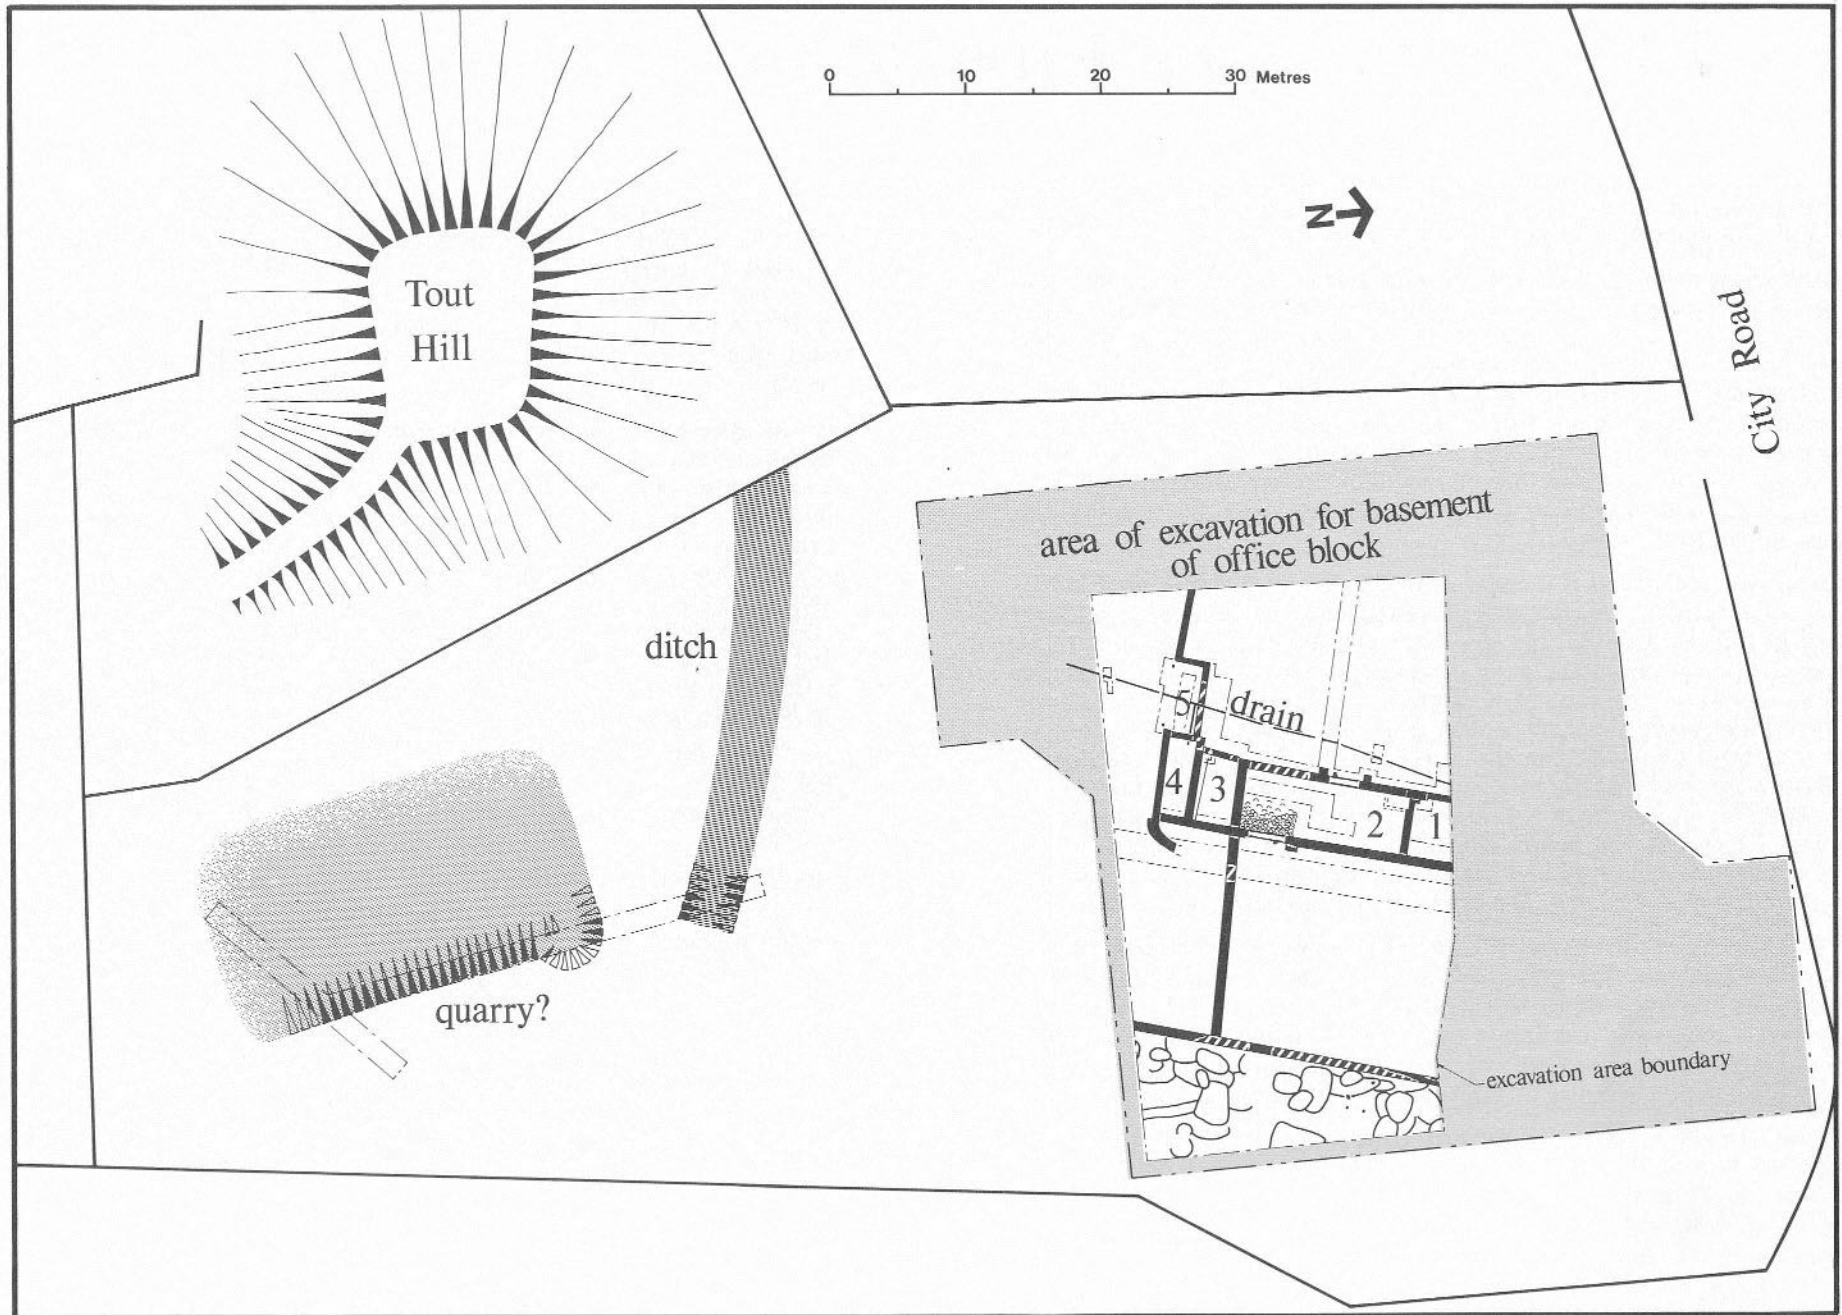 0 10 20 30 Metres
N
Tout
Hill
City Road
area of excavation for basement
of office block
ditch
5 drain
4 3 2 1
quarry?
excavation area boundary